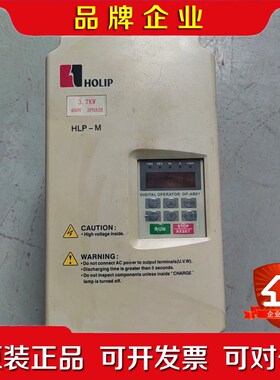 品牌企业
HOLIP
3.7KW
HLP-M
DIGITAL OPERATOR OP-AB01
RUN
STOP
RESET
CAUTION:
• High voltage inside.
WARNING:
• Do not connect AC power to output terminals(U.V.W).
• Discharging time is greater than 5 seconds.
• Do not inspect components unless inside "CHARGE"
lamp is turned off.
企业
原装正品 可开发票 可对